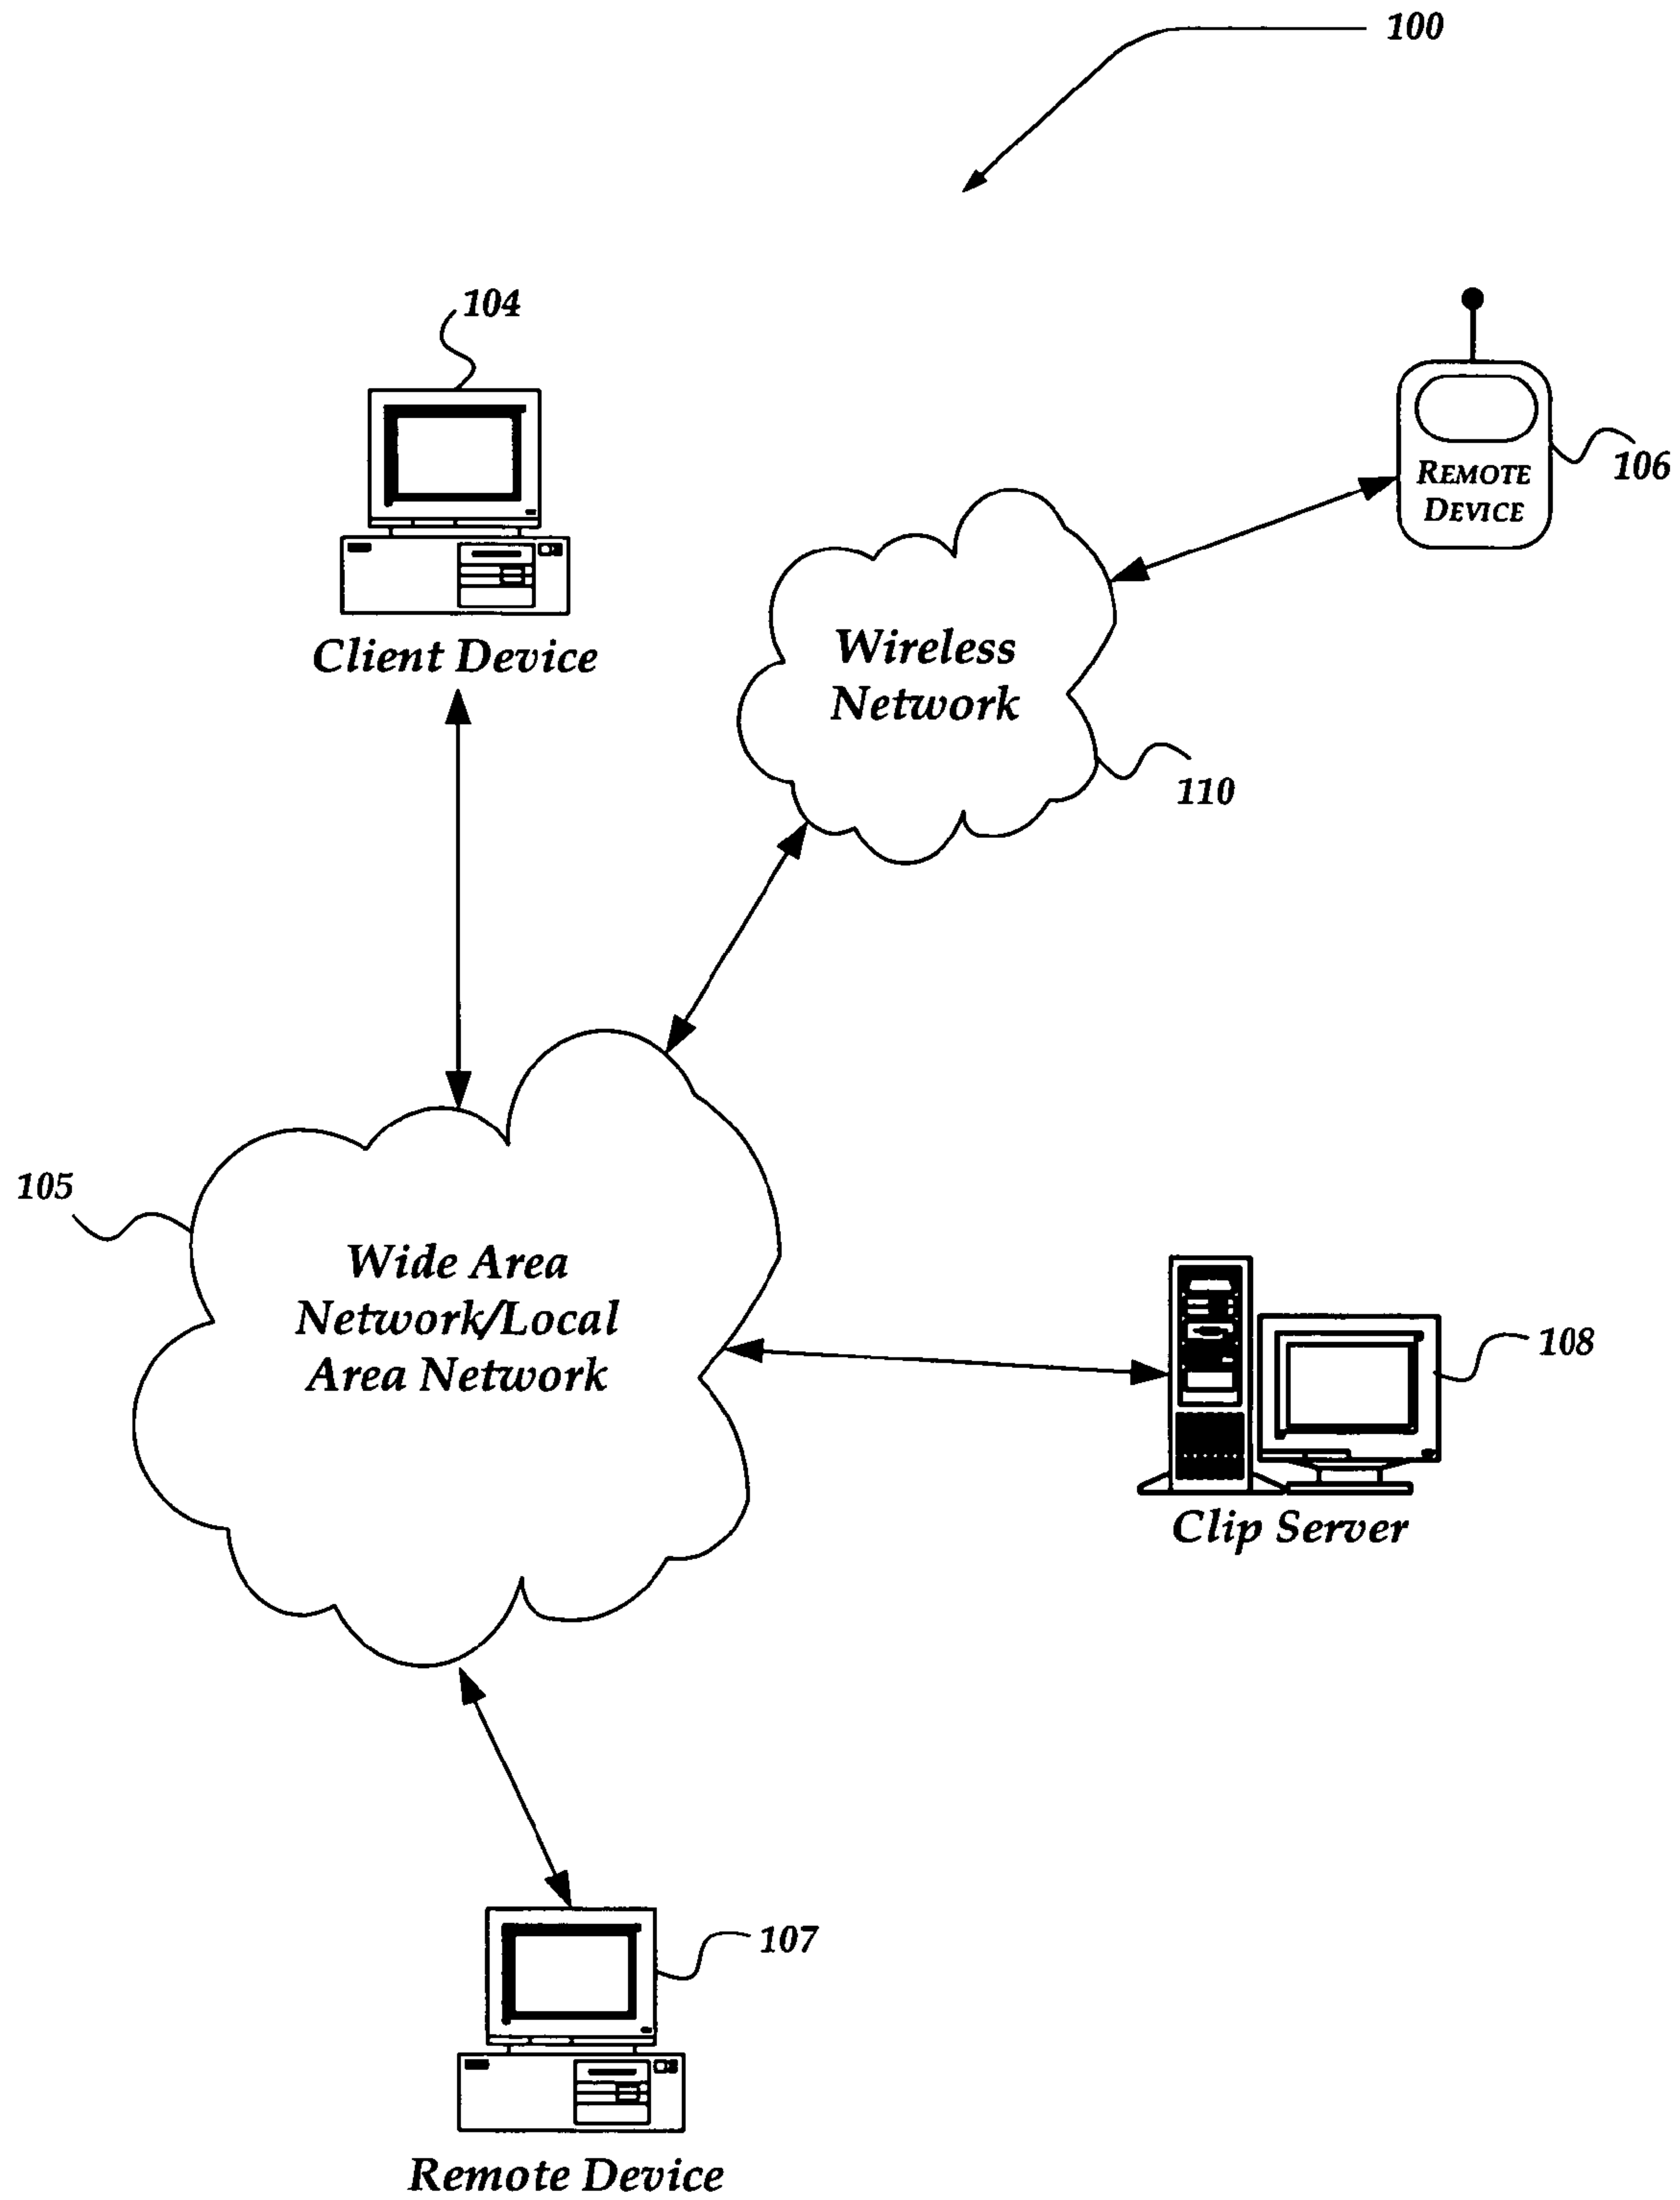 100
104
106
REMOTE
DEVICE
Client Device
Wireless
Network
110
105
Wide Area
Network/Local
Area Network
108
Clip Server
107
Remote Device